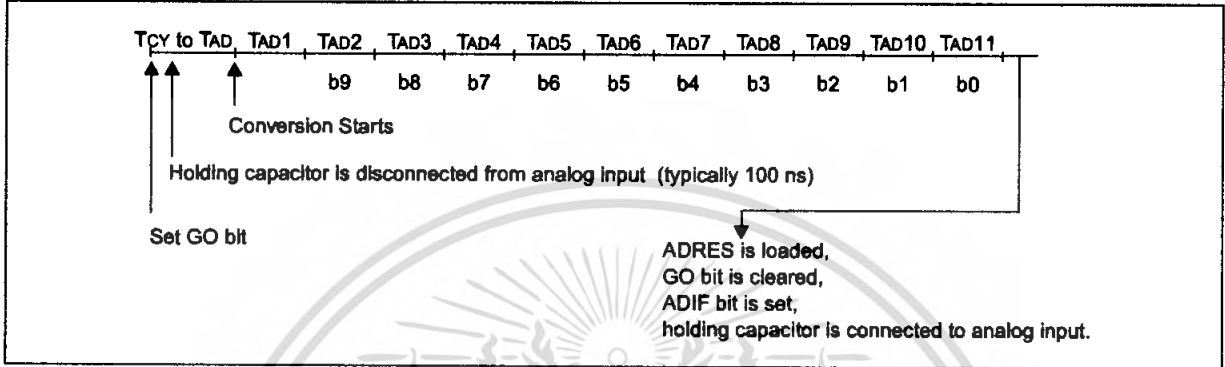 TCY to TAD TAD1 TAD2 TAD3 TAD4 TAD5 TAD6 TAD7 TAD8 TAD9 TAD10 TAD11
b9 b8 b7 b6 b5 b4 b3 b2 b1 b0
Conversion Starts
Holding capacitor is disconnected from analog input (typically 100 ns)
Set GO bit
ADRES is loaded,
GO bit is cleared,
ADIF bit is set,
holding capacitor is connected to analog input.